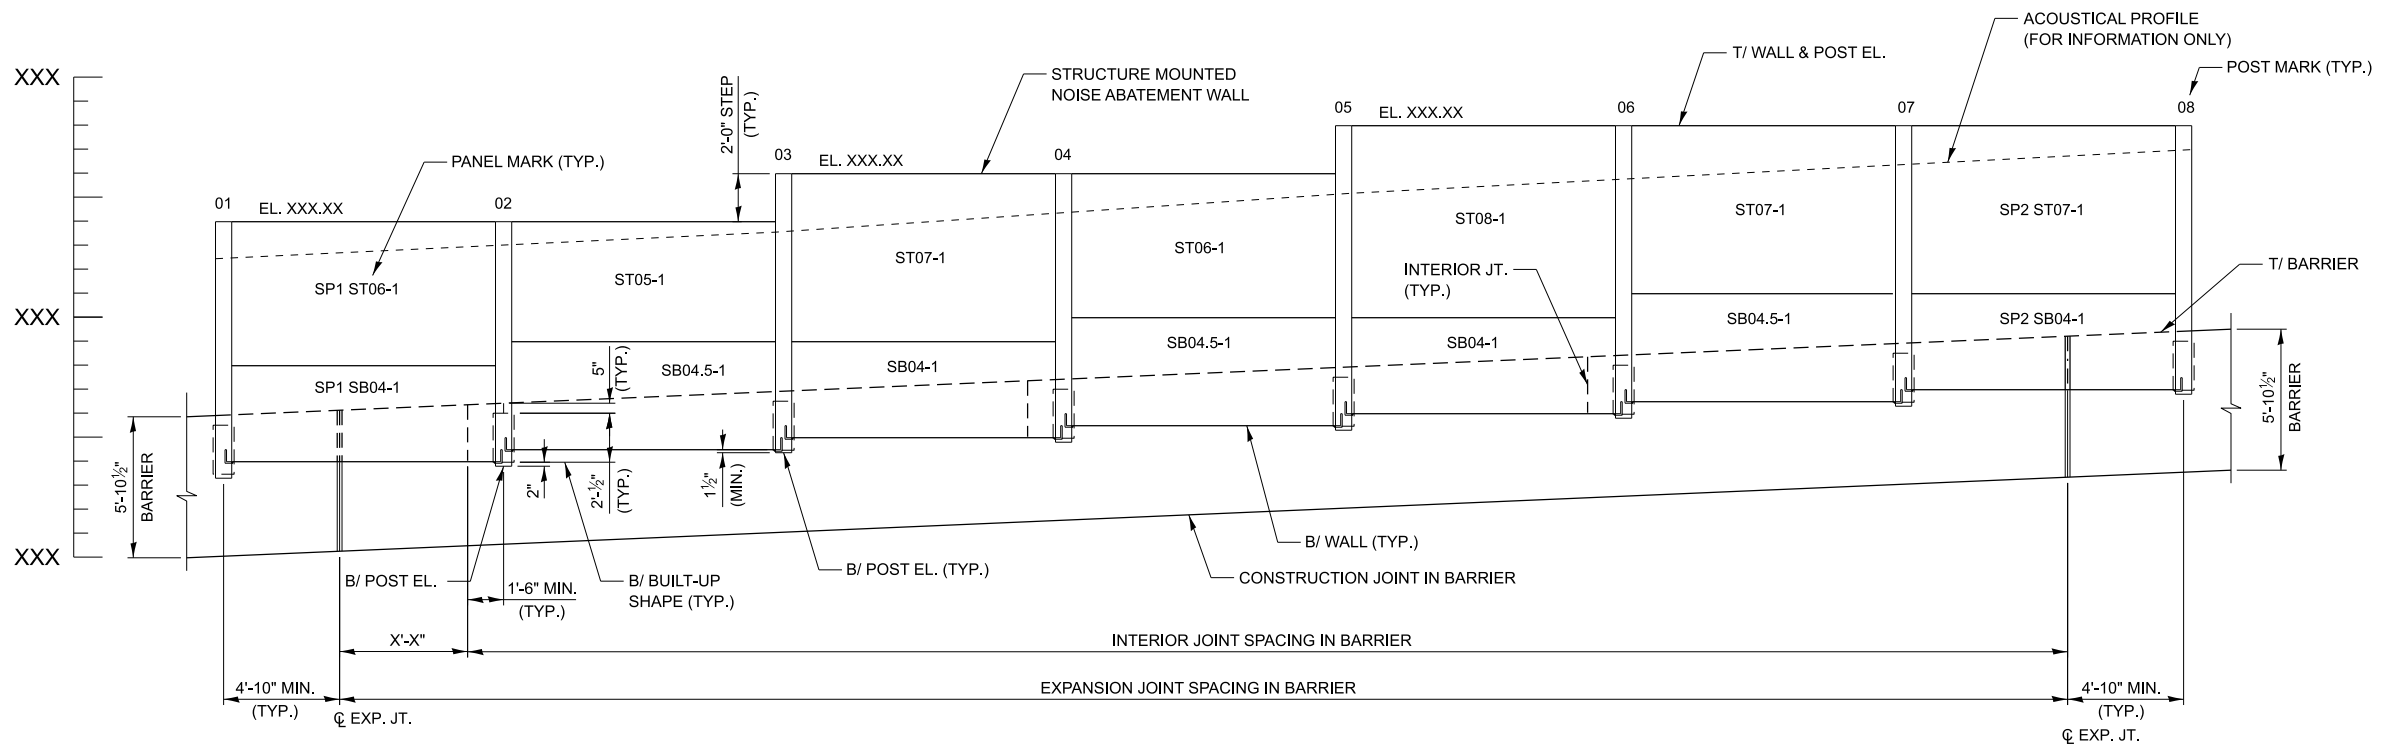 ACOUSTICAL PROFILE
(FOR INFORMATION ONLY)
T/ WALL & POST EL.
STRUCTURE MOUNTED
NOISE ABATEMENT WALL
POST MARK (TYP.)
XXX
2'-0" STEP
(TYP.)
05
EL. XXX.XX
06
07
08
03
EL. XXX.XX
04
PANEL MARK (TYP.)
01
EL. XXX.XX
02
ST08-1
ST07-1
SP2 ST07-1
ST07-1
ST06-1
SP1 ST06-1
ST05-1
INTERIOR JT.
(TYP.)
T/ BARRIER
XXX
SB04.5-1
SP2 SB04-1
SB04.5-1
SB04-1
SB04-1
SB04.5-1
SP1 SB04-1
5"
(TYP.)
5'-10½"
BARRIER
5'-10½"
BARRIER
2"
2'-½"
(TYP.)
1½"
(MIN.)
XXX
B/ POST EL.
B/ BUILT-UP
SHAPE (TYP.)
B/ POST EL. (TYP.)
B/ WALL (TYP.)
CONSTRUCTION JOINT IN BARRIER
1'-6" MIN.
(TYP.)
X'-X"
INTERIOR JOINT SPACING IN BARRIER
4'-10" MIN.
(TYP.)
EXPANSION JOINT SPACING IN BARRIER
4'-10" MIN.
(TYP.)
℄ EXP. JT.
℄ EXP. JT.